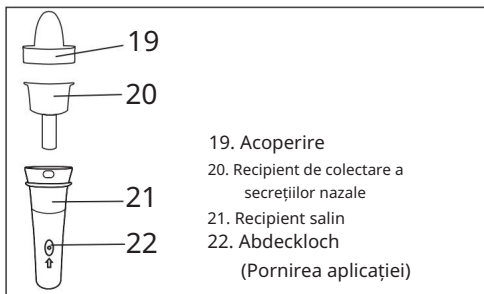 19
20
21
22
19. Acoperire
20. Recipient de colectare a
secrețiilor nazale
21. Recipient salin
22. Abdeckloch
(Pornirea aplicației)